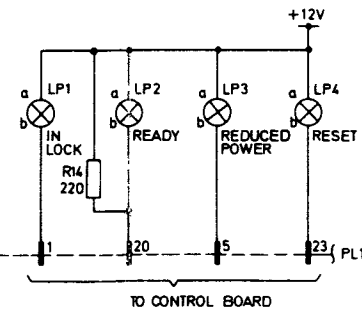 +12V
a LP1 a LP2 a LP3 a LP4
b b b b
IN LOCK READY REDUCED POWER RESET
R14
220
1 20 5 23 PL1
TO CONTROL BOARD